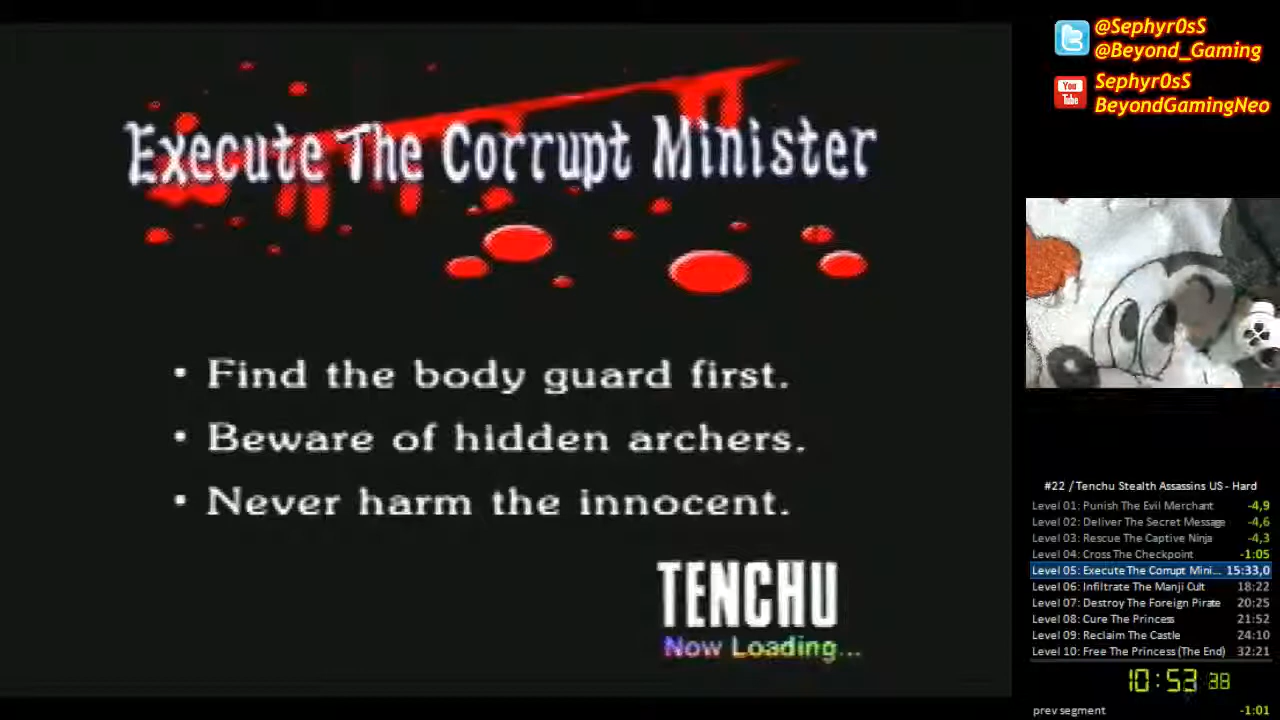 @Sephyr0sS
@Beyond_Gaming
You Tube
Sephyr0sS
BeyondGamingNeo
Execute The Corrupt Minister
• Find the body guard first.
• Beware of hidden archers.
• Never harm the innocent.
TENCHU
Now Loading...
#22 / Tenchu Stealth Assassins US - Hard
Level 01: Punish The Evil Merchant -4,9
Level 02: Deliver The Secret Message -4,6
Level 03: Rescue The Captive Ninja -4,3
Level 04: Cross The Checkpoint -1:05
Level 05: Execute The Corrupt Mini... 15:33,0
Level 06: Infiltrate The Manji Cult 18:22
Level 07: Destroy The Foreign Pirate 20:25
Level 08: Cure The Princess 21:52
Level 09: Reclaim The Castle 24:10
Level 10: Free The Princess (The End) 32:21
10:53 38
prev segment -1:01